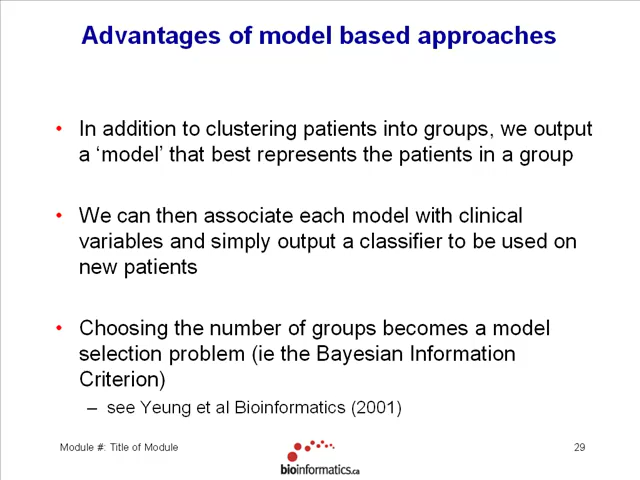 Advantages of model based approaches
• In addition to clustering patients into groups, we output
a ‘model’ that best represents the patients in a group
• We can then associate each model with clinical
variables and simply output a classifier to be used on
new patients
• Choosing the number of groups becomes a model
selection problem (ie the Bayesian Information
Criterion)
– see Yeung et al Bioinformatics (2001)
Module #: Title of Module
bioinformatics.ca
29